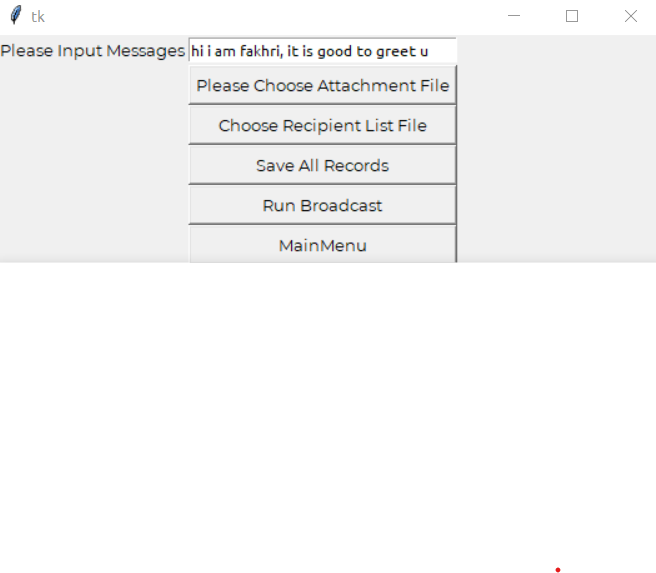 tk
Please Input Messages hi i am fakhri, it is good to greet u
Please Choose Attachment File
Choose Recipient List File
Save All Records
Run Broadcast
MainMenu